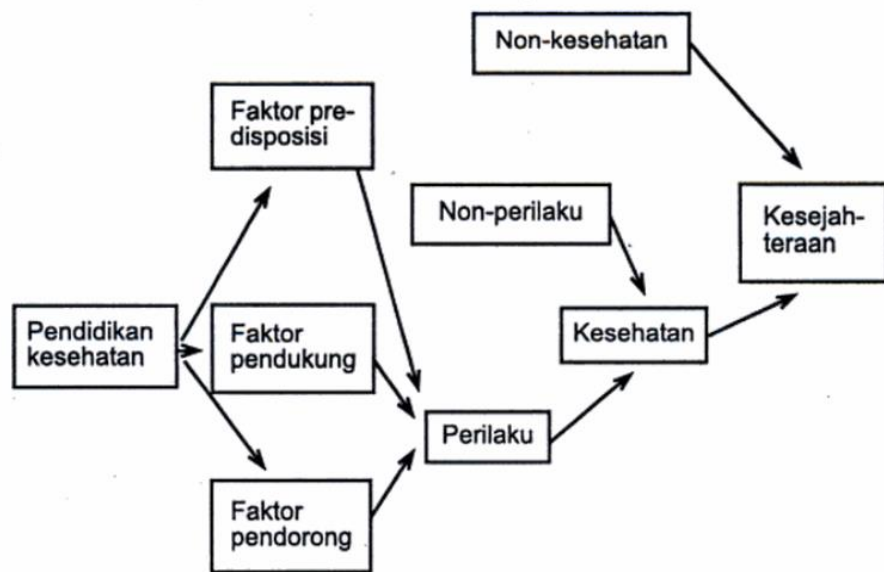 Non-kesehatan
Faktor pre-
disposisi
Non-perilaku
Kesejah-
teraan
Pendidikan
kesehatan
Faktor
pendukung
Kesehatan
Perilaku
Faktor
pendorong